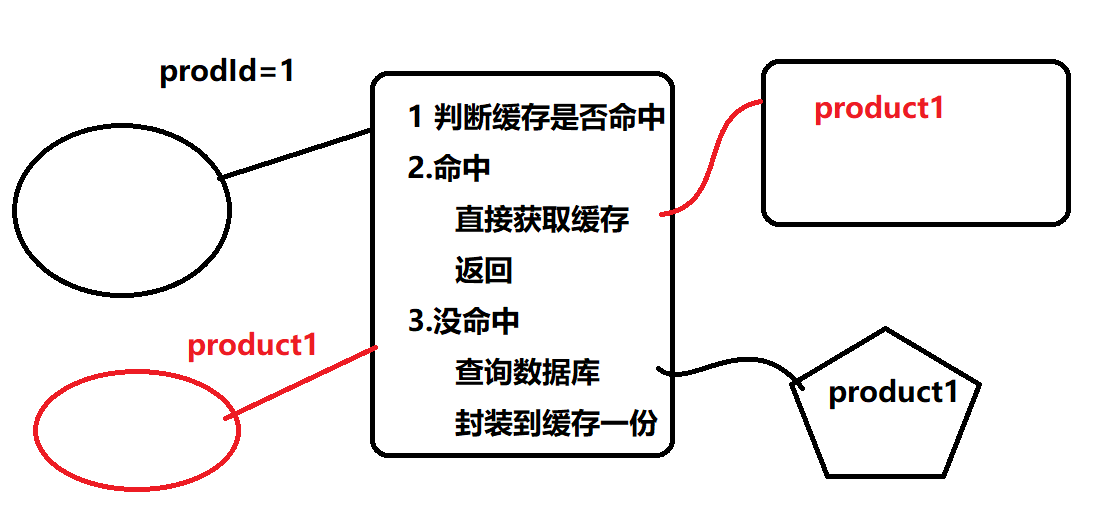 prodId=1
1 判断缓存是否命中
2.命中
直接获取缓存
返回
3.没命中
查询数据库
封装到缓存一份
product1
product1
product1